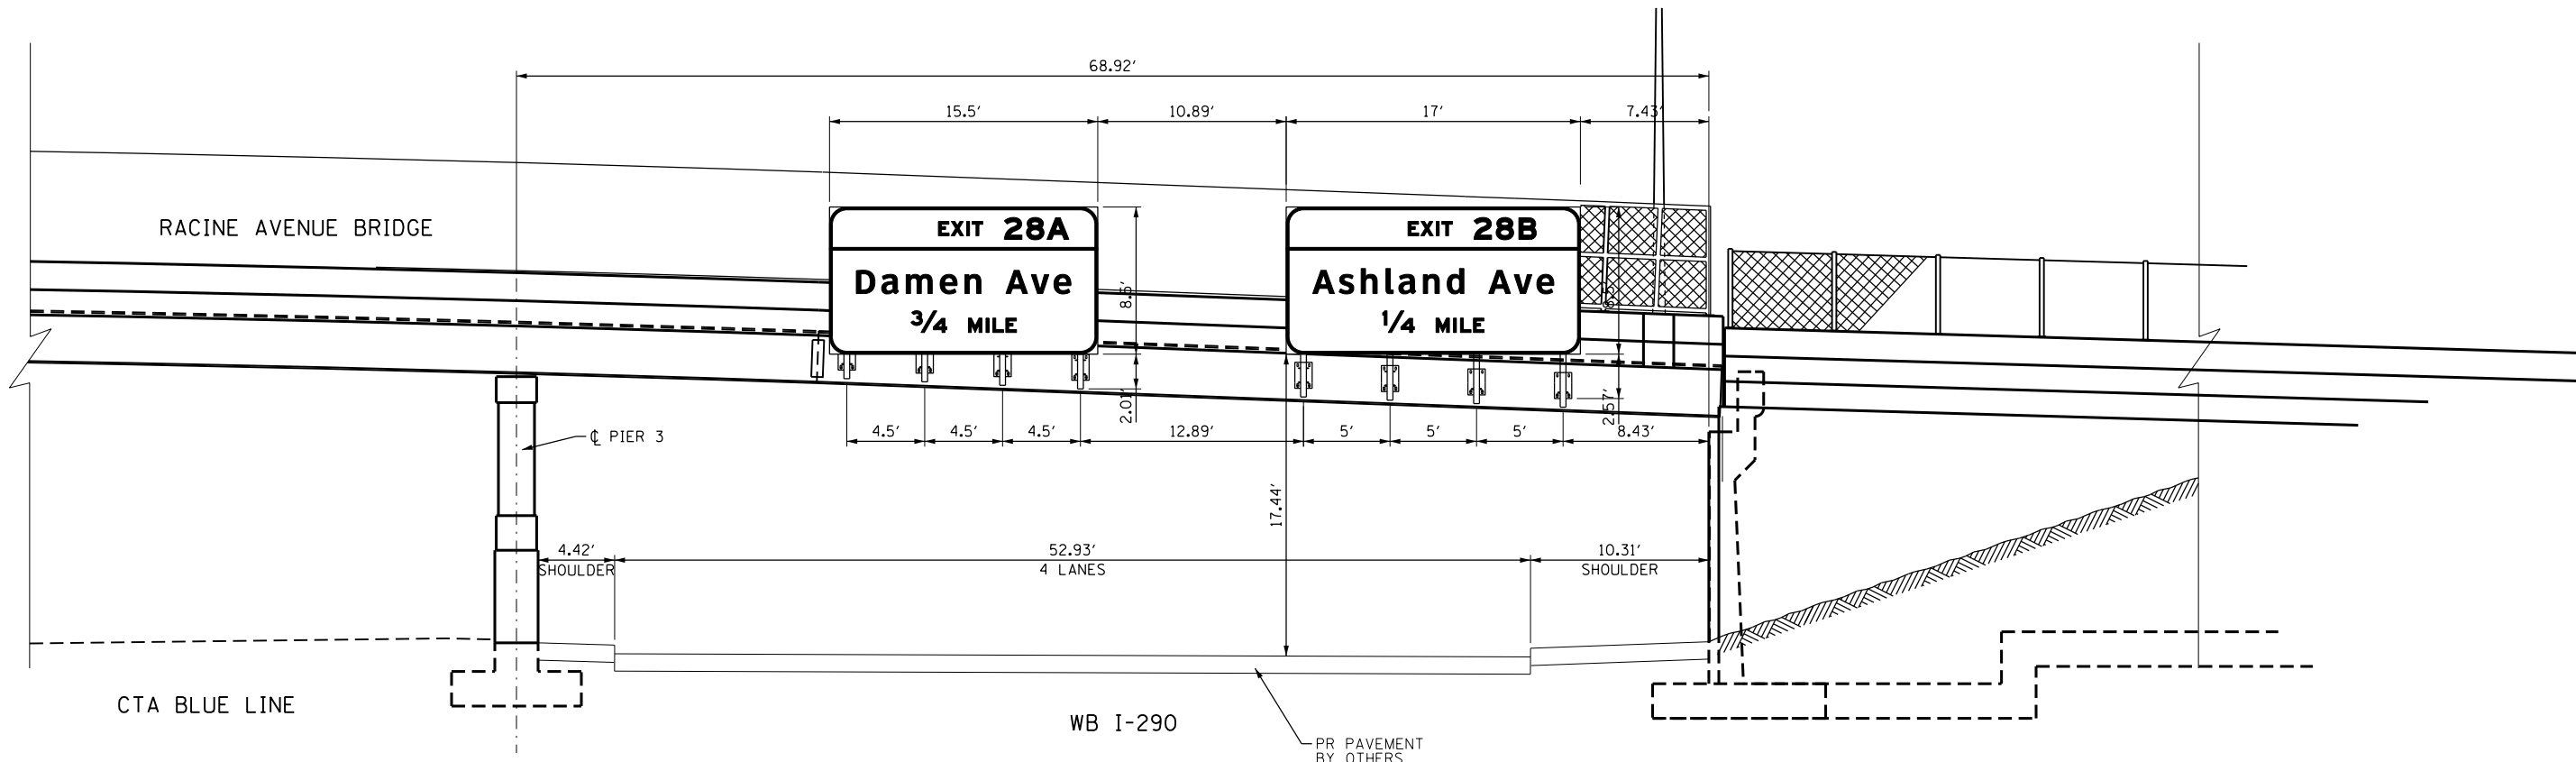 68.92'
15.5'
10.89'
17'
7.43'
RACINE AVENUE BRIDGE
EXIT 28A
Damen Ave
3/4 MILE
8.5'
2.01'
EXIT 28B
Ashland Ave
1/4 MILE
8.5'
2.57'
4.5'
4.5'
4.5'
12.89'
5'
5'
5'
8.43'
℄ PIER 3
17.44'
4.42'
SHOULDER
52.93'
4 LANES
10.31'
SHOULDER
CTA BLUE LINE
WB I-290
PR PAVEMENT
BY OTHERS